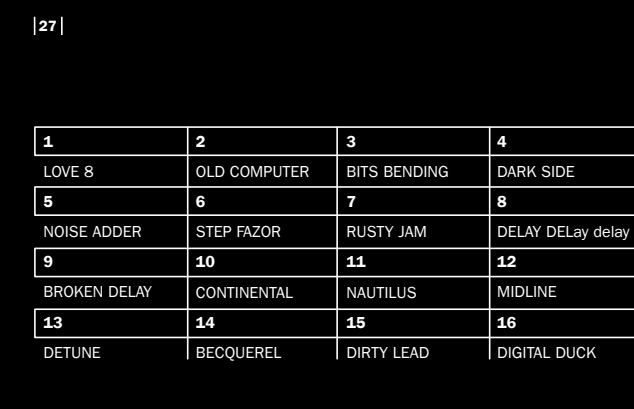 |27|
1 2 3 4
LOVE 8 OLD COMPUTER BITS BENDING DARK SIDE
5 6 7 8
NOISE ADDER STEP FAZOR RUSTY JAM DELAY DELay delay
9 10 11 12
BROKEN DELAY CONTINENTAL NAUTILUS MIDLINE
13 14 15 16
DETUNE BECQUEREL DIRTY LEAD DIGITAL DUCK